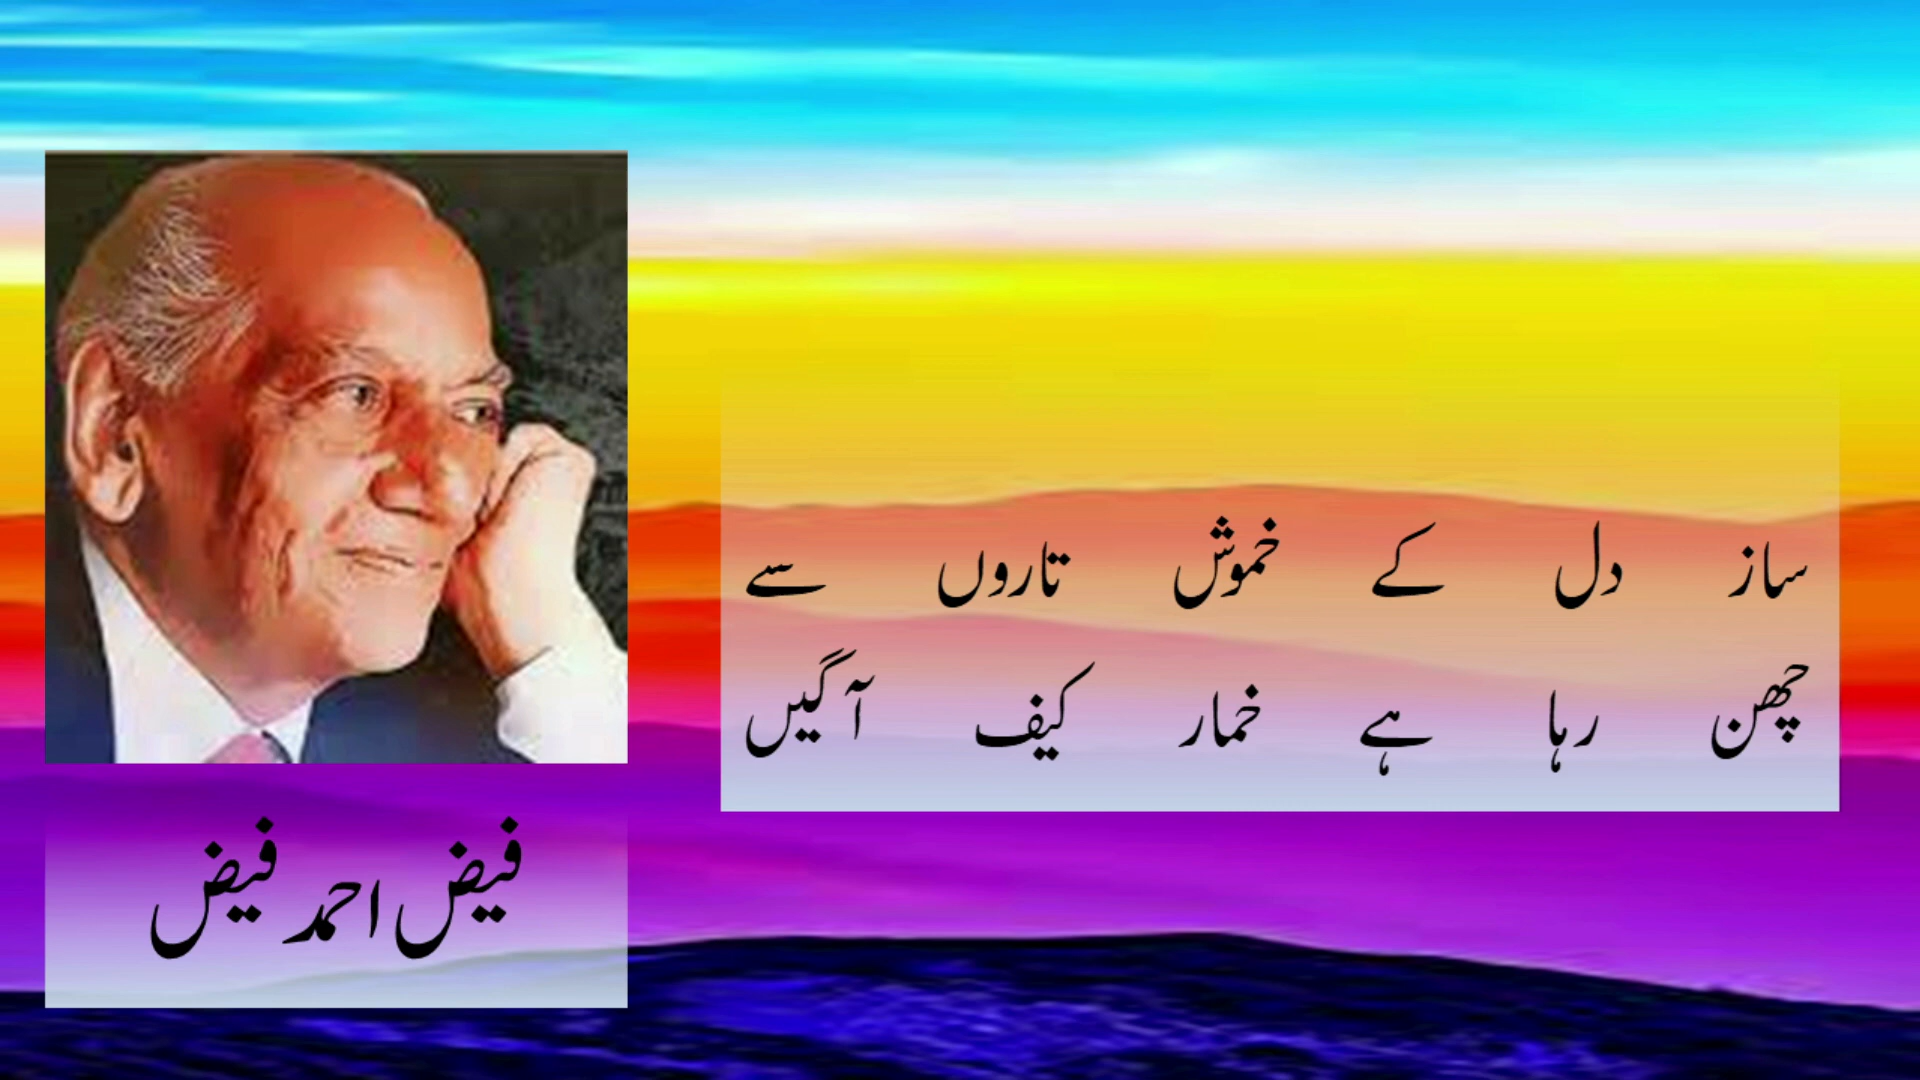 ساز دل کے خموش تاروں سے
چھن رہا ہے خمار کیف آگیں
فیض احمد فیض